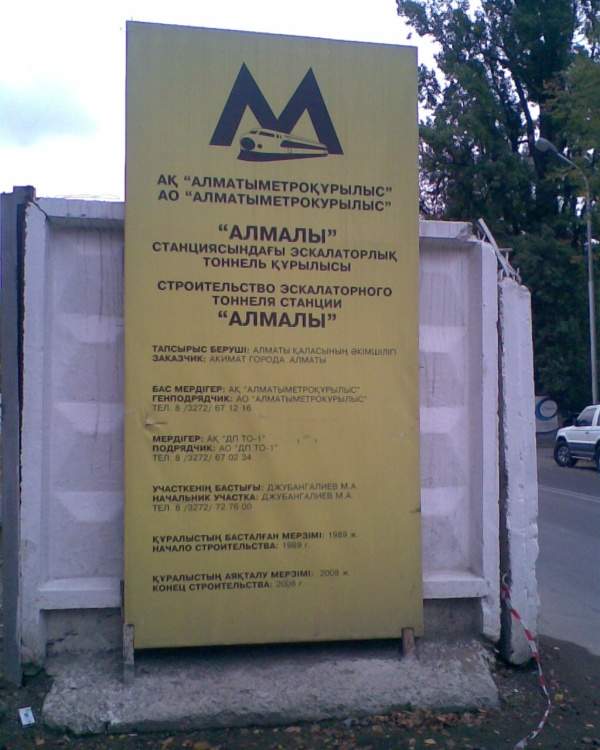 М
АҚ "АЛМАТЫМЕТРОҚҰРЫЛЫС"
АО "АЛМАТЫМЕТРОКУРЫЛЫС"
"АЛМАЛЫ"
СТАНЦИЯСЫНДАҒЫ ЭСКАЛАТОРЛЫҚ
ТОННЕЛЬ ҚҰРЫЛЫСЫ
СТРОИТЕЛЬСТВО ЭСКАЛАТОРНОГО
ТОННЕЛЯ СТАНЦИИ
"АЛМАЛЫ"
ТАПСЫРЫС БЕРУШІ: АЛМАТЫ ҚАЛАСЫНЫҢ ӘКІМШІЛІГІ
ЗАКАЗЧИК: АКИМАТ ГОРОДА АЛМАТЫ
БАС МЕРДІГЕР: АҚ "АЛМАТЫМЕТРОҚҰРЫЛЫС"
ГЕНПОДРЯДЧИК: АО "АЛМАТЫМЕТРОКУРЫЛЫС"
ТЕЛ. 8 /3272/ 67 12 16
МЕРДІГЕР: АҚ "ДП ТО-1"
ПОДРЯДЧИК: АО "ДП ТО-1"
ТЕЛ. 8 /3272/ 67 02 34
УЧАСТКЕНІҢ БАСТЫҒЫ: ДЖУБАНГАЛИЕВ М.А.
НАЧАЛЬНИК УЧАСТКА: ДЖУБАНГАЛИЕВ М.А.
ТЕЛ. 8 /3272/ 72 76 00
ҚҰРАЛЫСТЫҢ БАСТАЛҒАН МЕРЗІМІ: 1989 ж.
НАЧАЛО СТРОИТЕЛЬСТВА: 1989 г.
ҚҰРАЛЫСТЫҢ АЯҚТАЛУ МЕРЗІМІ: 2008 ж.
КОНЕЦ СТРОИТЕЛЬСТВА: 2008 г.